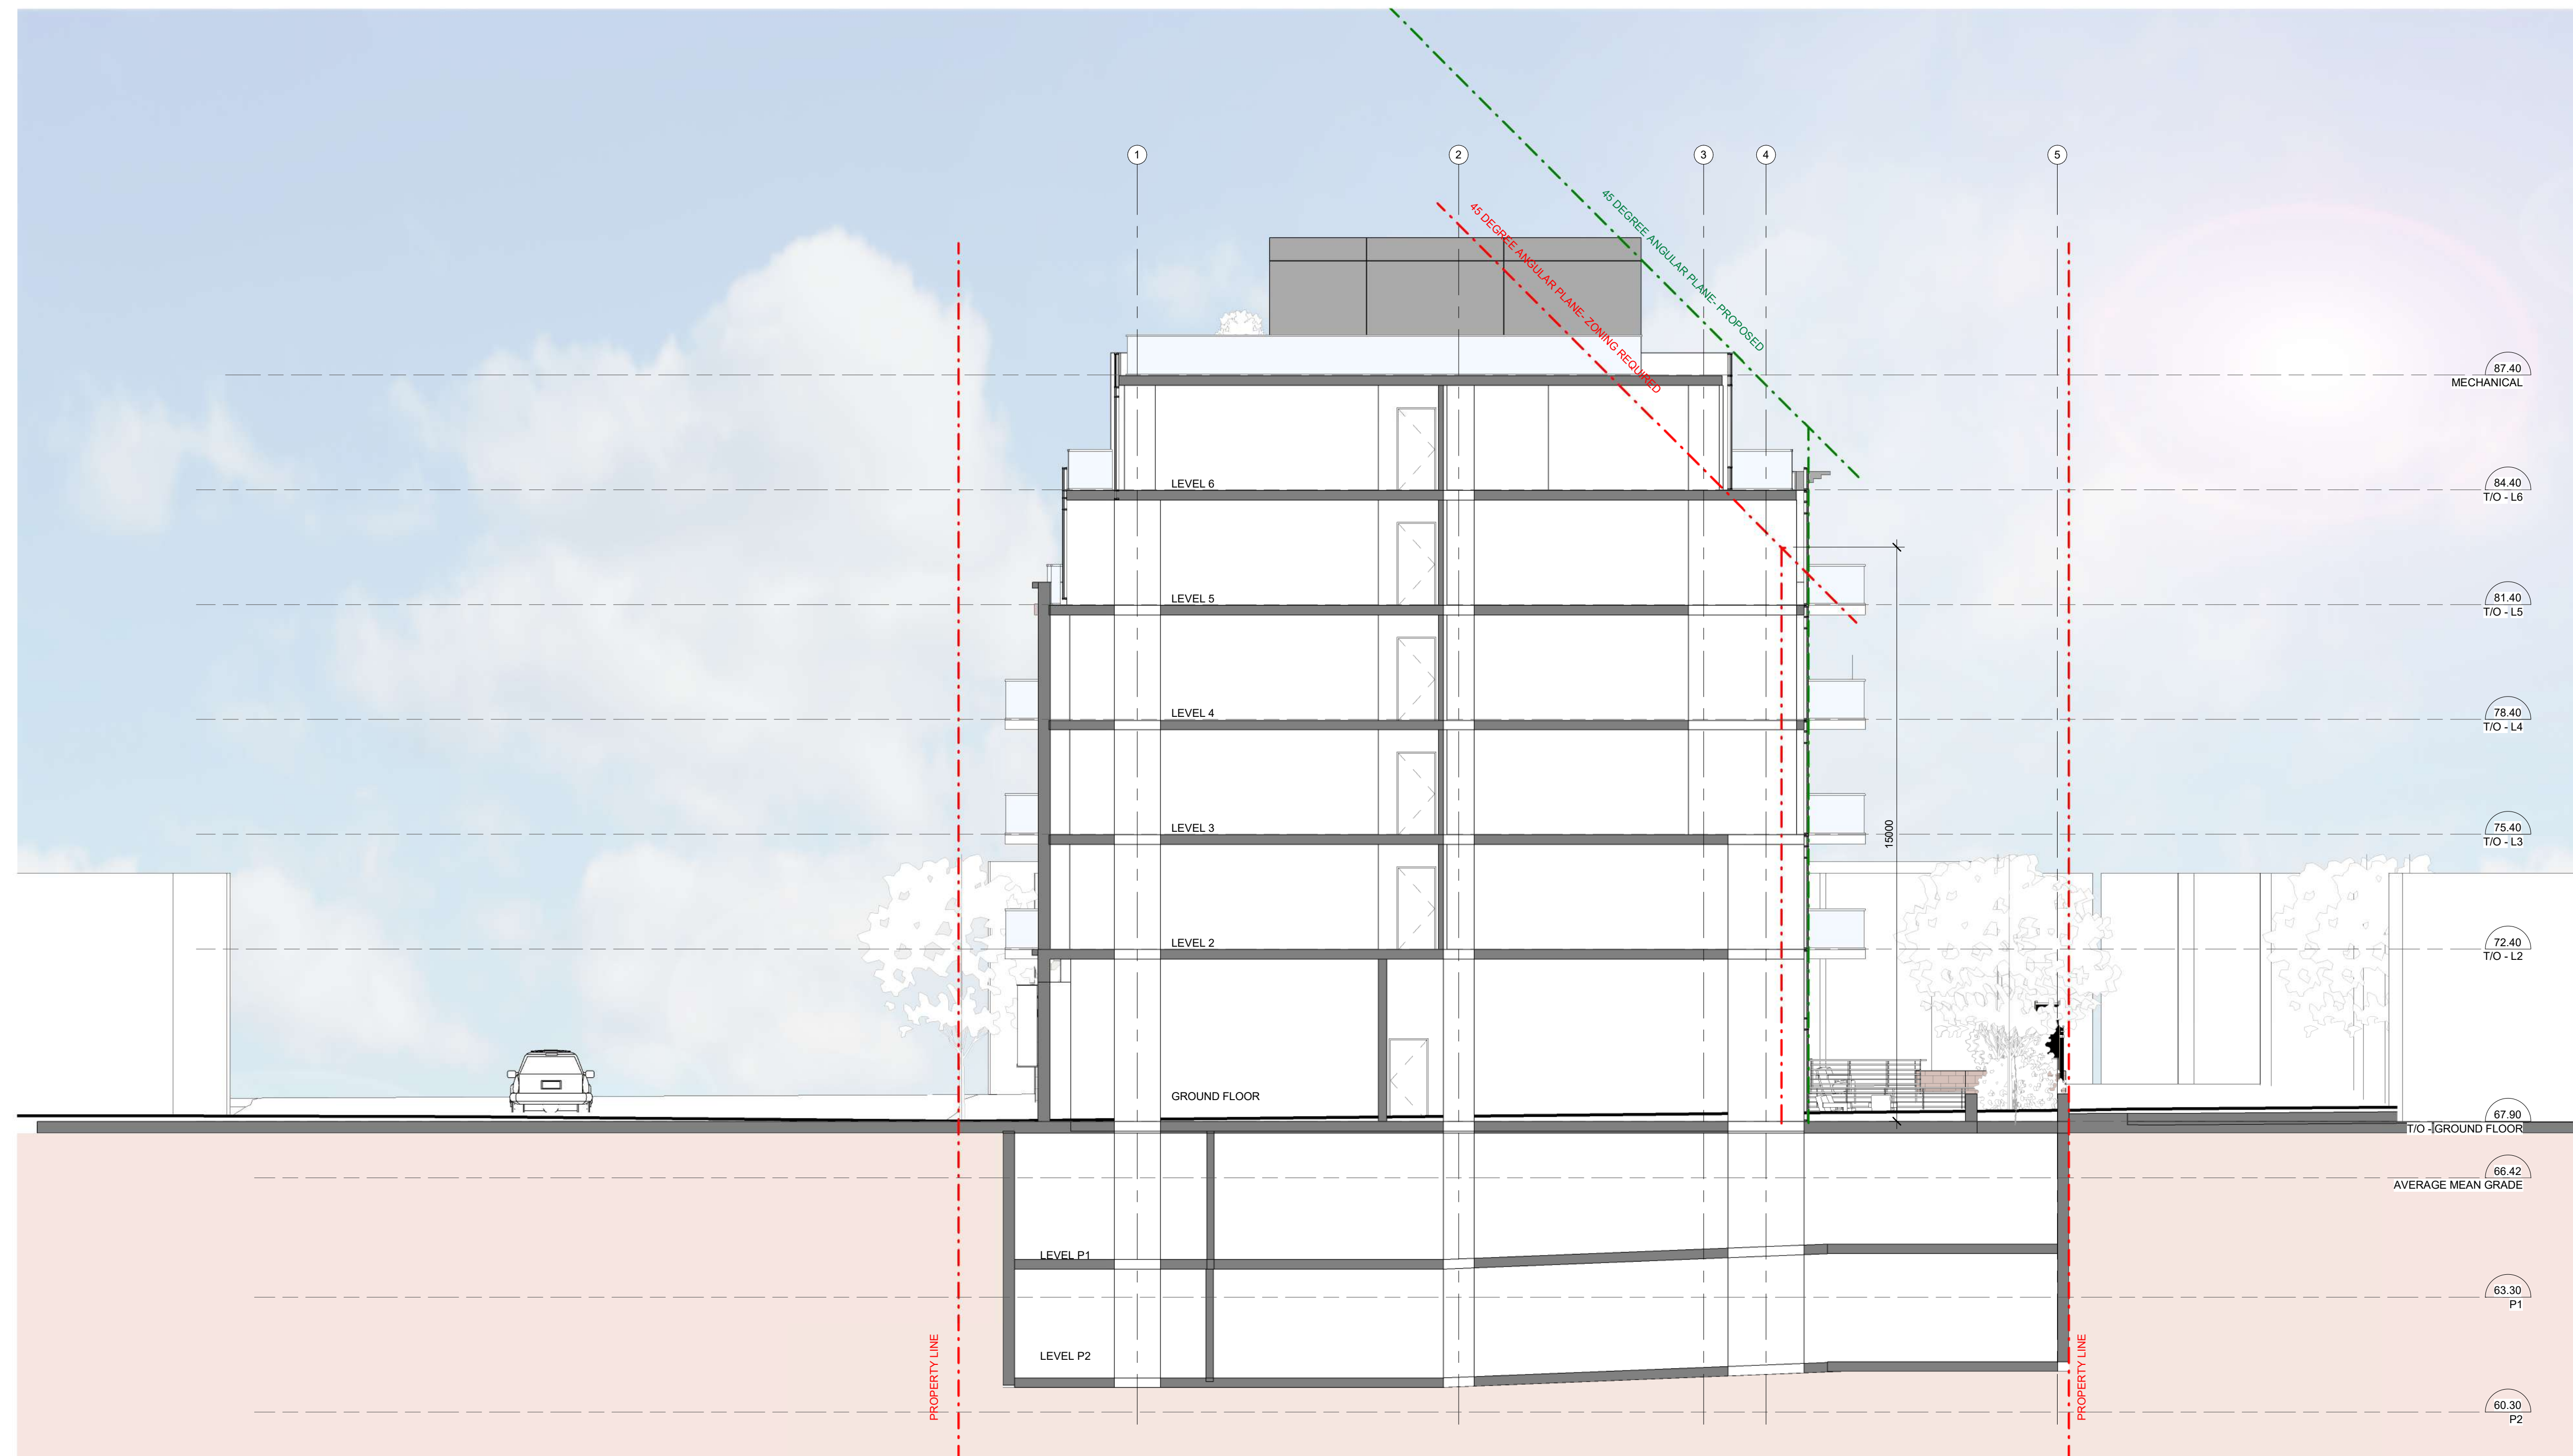 1
2
3
4
5
45 DEGREE ANGULAR PLANE- PROPOSED
45 DEGREE ANGULAR PLANE- ZONING REQUIRED
87.40
MECHANICAL
LEVEL 6
84.40
T/O - L6
LEVEL 5
81.40
T/O - L5
LEVEL 4
78.40
T/O - L4
LEVEL 3
75.40
T/O - L3
15000
LEVEL 2
72.40
T/O - L2
GROUND FLOOR
67.90
T/O - GROUND FLOOR
66.42
AVERAGE MEAN GRADE
LEVEL P1
63.30
P1
LEVEL P2
60.30
P2
PROPERTY LINE
PROPERTY LINE